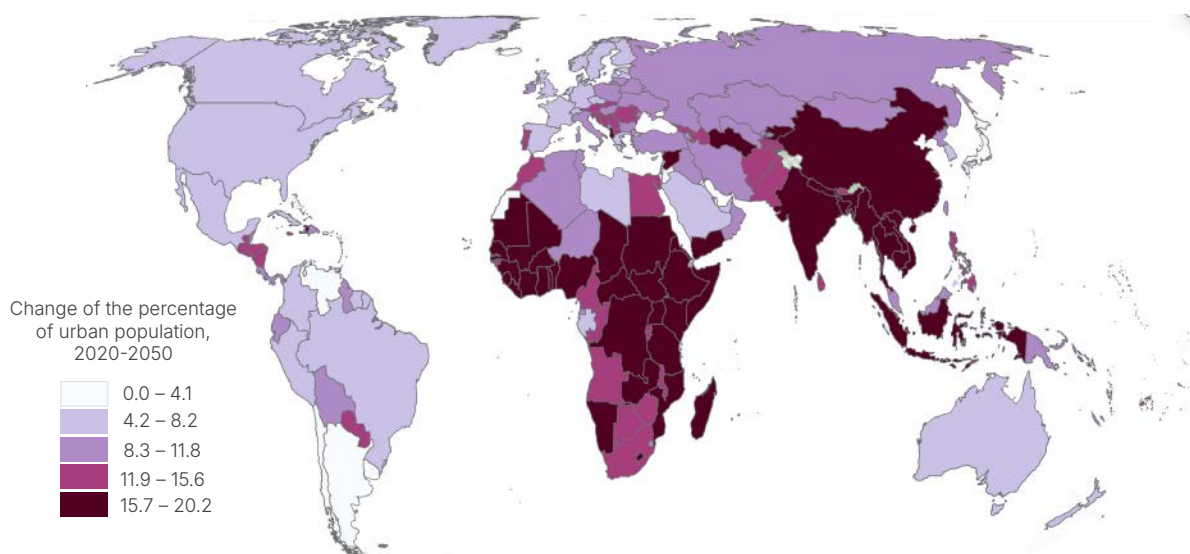 Change of the percentage
of urban population,
2020-2050
0.0 – 4.1
4.2 – 8.2
8.3 – 11.8
11.9 – 15.6
15.7 – 20.2